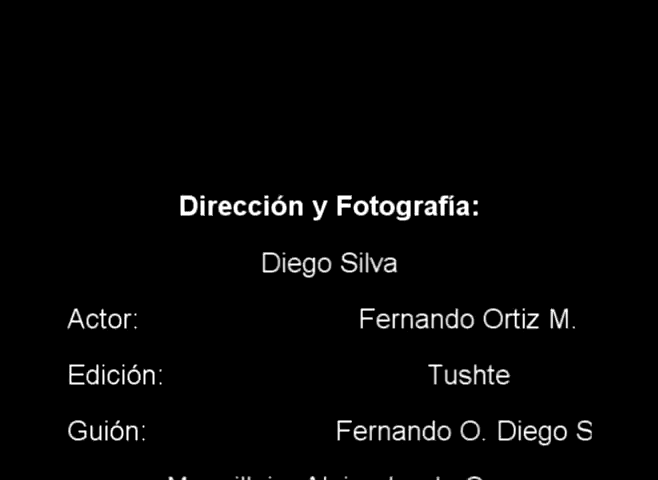 Dirección y Fotografía:
Diego Silva
Actor: Fernando Ortiz M.
Edición: Tushte
Guión: Fernando O. Diego S